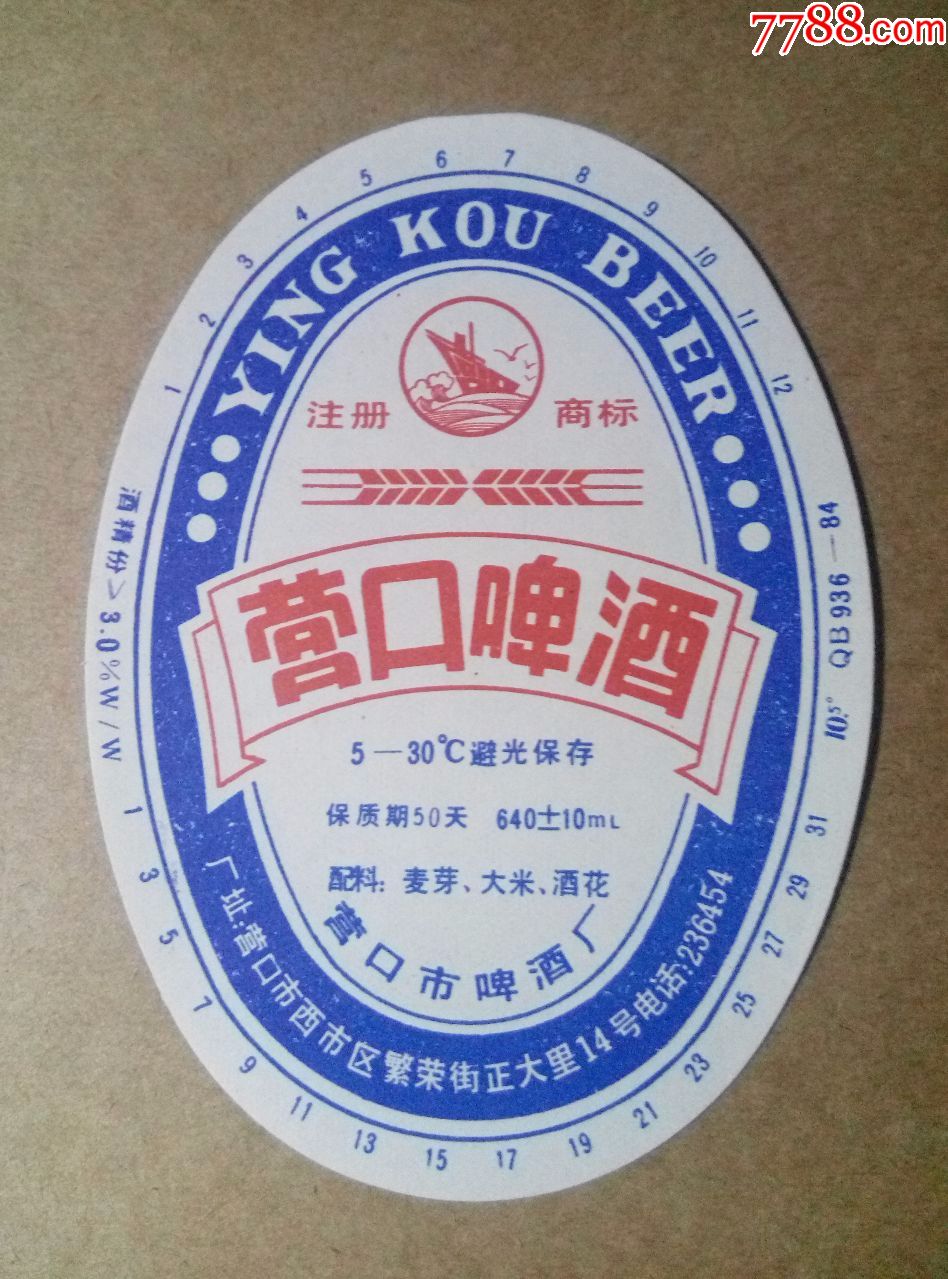 7788.com
1 2 3 4 5 6 7 8 9 10 11 12
YING KOU BEER
注册 商标
营口啤酒
5—30℃避光保存
保质期50天 640±10mL
配料：麦芽、大米、酒花
营口市啤酒厂
厂址：营口市西市区繁荣街正大里14号电话：236454
酒精份>3.0%W/W
10.5° QB936—84
1 3 5 7 9 11 13 15 17 19 21 23 25 27 29 31